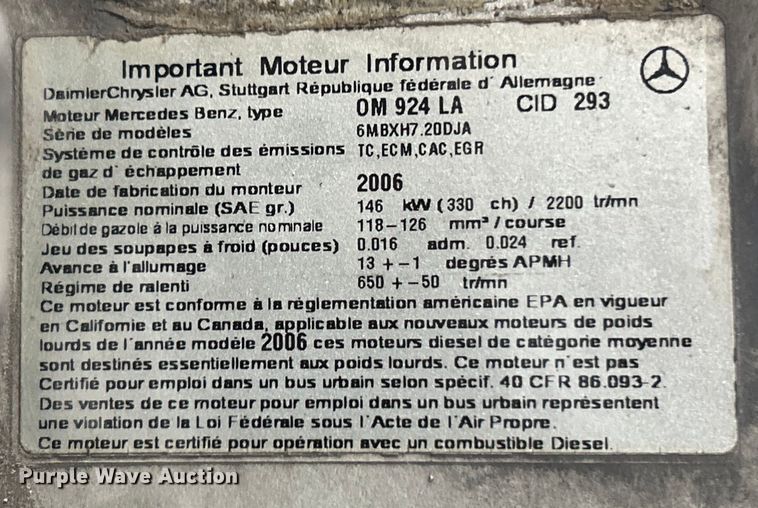 Important Moteur Information
DaimlerChrysler AG, Stuttgart République fédérale d' Allemagne
Moteur Mercedes Benz, type OM 924 LA CID 293
Série de modèles 6MBXH7.20DJA
Système de contrôle des émissions TC,ECM,CAC,EGR
de gaz d' échappement
Date de fabrication du monteur 2006
Puissance nominale (SAE gr.) 146 kW (330 ch) / 2200 tr/mn
Débit de gazole à la puissance nominale 118-126 mm³/course
Jeu des soupapes à froid (pouces) 0.016 adm. 0.024 ref.
Avance à l'allumage 13 +-1 degrés APMH
Régime de ralenti 650 +-50 tr/mn
Ce moteur est conforme à la réglementation américaine EPA en vigueur
en Californie et au Canada, applicable aux nouveaux moteurs de poids
lourds de l'année modèle 2006 ces moteurs diesel de catégorie moyenne
sont destinés essentiellement aux poids lourds. Ce moteur n'est pas
Certifié pour emploi dans un bus urbain selon spécif. 40 CFR 86.093-2.
Des ventes de ce moteur pour emploi dans un bus urbain représentent
une violation de la Loi Fédérale sous l'Acte de l'Air Propre.
Ce moteur est certifié pour opération avec un combustible Diesel.
Purple Wave Auction